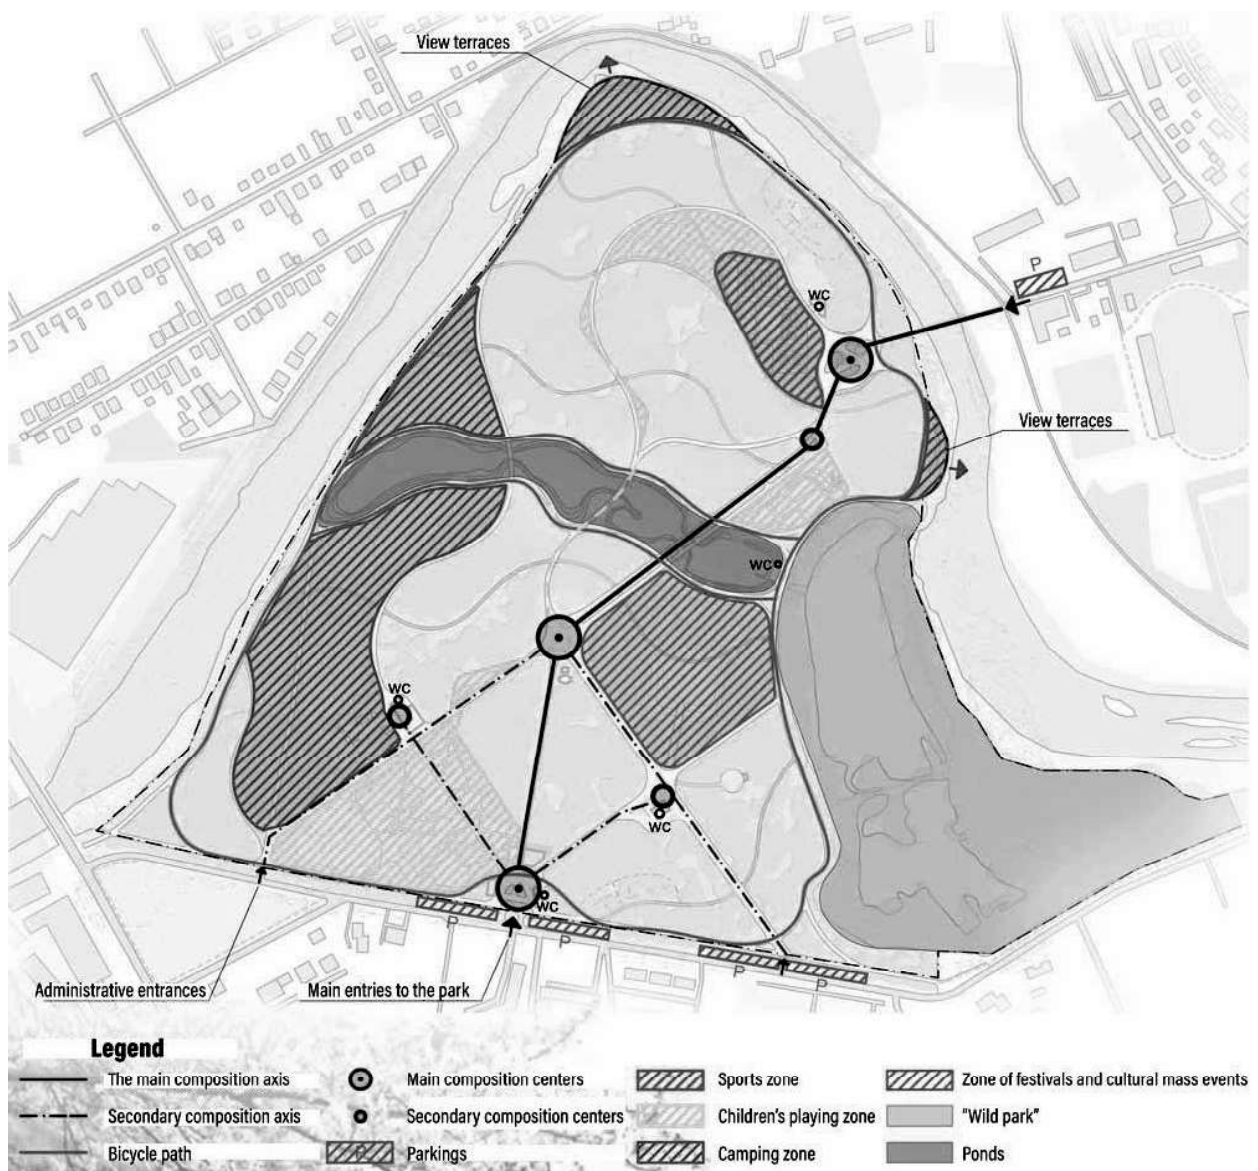 View terraces
P
WC
View terraces
WC
WC
WC
WC
P
P
P
P
Administrative entrances
Main entries to the park
Legend
The main composition axis
Main composition centers
Sports zone
Zone of festivals and cultural mass events
Secondary composition axis
Secondary composition centers
Children's playing zone
"Wild park"
Bicycle path
P
Parkings
Camping zone
Ponds